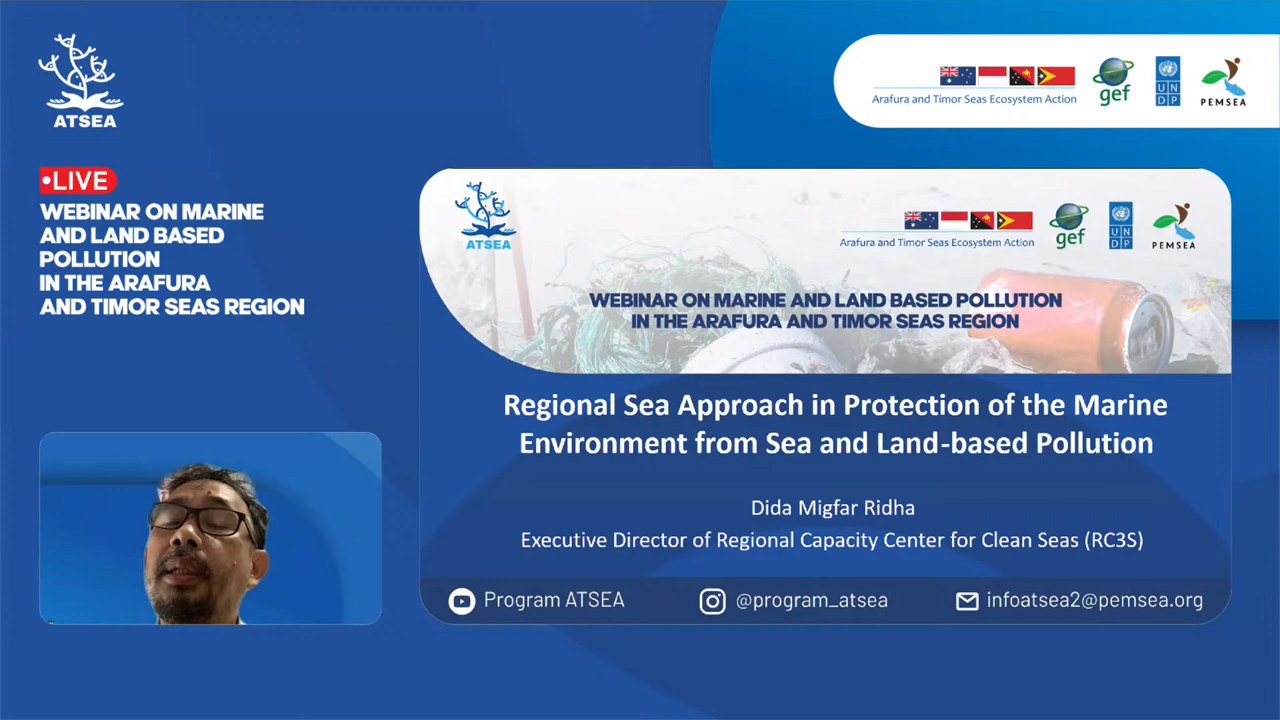 ATSEA
Arafura and Timor Seas Ecosystem Action
gef
UN
DP
PEMSEA
•LIVE
WEBINAR ON MARINE
AND LAND BASED
POLLUTION
IN THE ARAFURA
AND TIMOR SEAS REGION
ATSEA
Arafura and Timor Seas Ecosystem Action
gef
UN
DP
PEMSEA
WEBINAR ON MARINE AND LAND BASED POLLUTION
IN THE ARAFURA AND TIMOR SEAS REGION
Regional Sea Approach in Protection of the Marine
Environment from Sea and Land-based Pollution
Dida Migfar Ridha
Executive Director of Regional Capacity Center for Clean Seas (RC3S)
Program ATSEA @program_atsea infoatsea2@pemsea.org